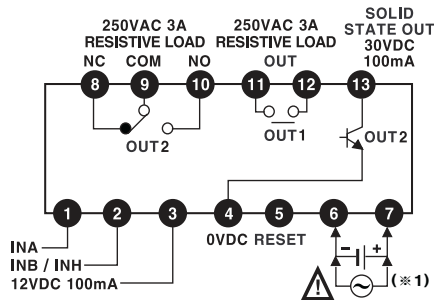 250VAC 3A RESISTIVE LOAD
250VAC 3A RESISTIVE LOAD
SOLID STATE OUT 30VDC 100mA
NC COM NO OUT
8 9 10 11 12 13
OUT2 OUT1 OUT2
1 2 3 4 5 6 7
0VDC RESET
- +
INA
INB / INH
12VDC 100mA
(※1)